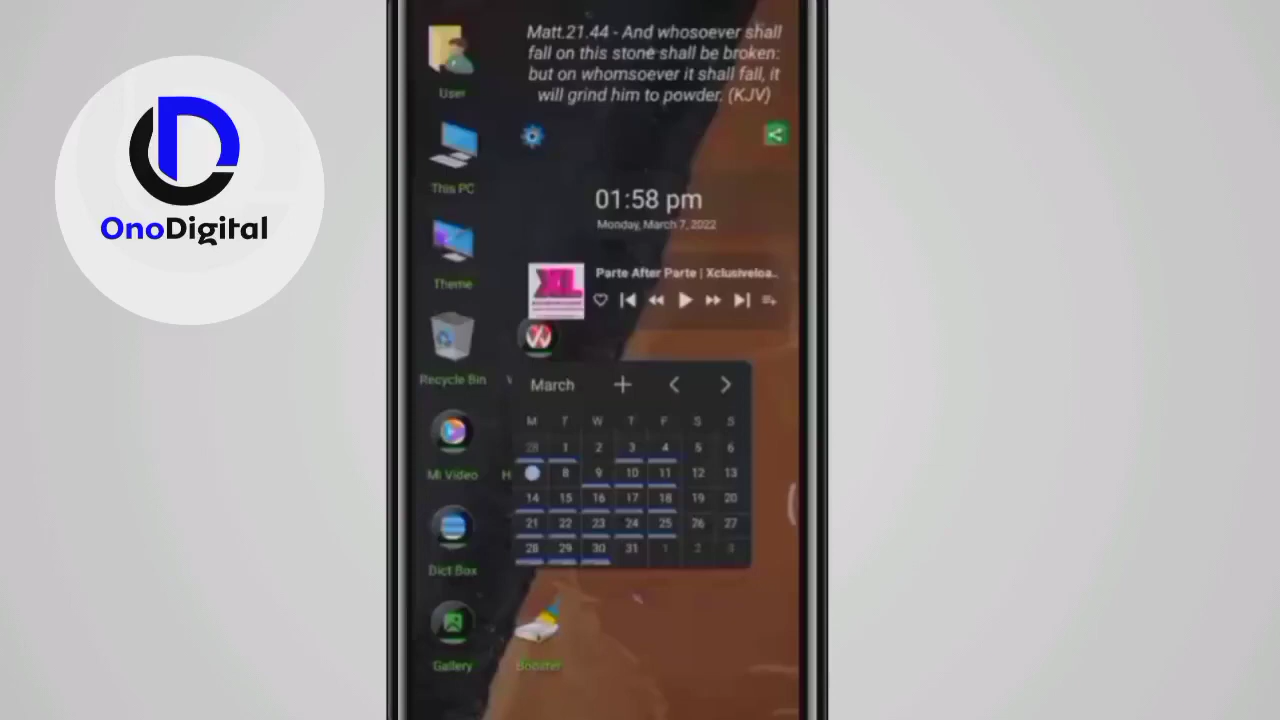 OnoDigital
Matt.21.44 - And whosoever shall
fall on this stone shall be broken:
but on whomsoever it shall fall, it
will grind him to powder. (KJV)
User
This PC
Theme
Recycle Bin
Mi Video
Dict Box
Gallery
01:58 pm
Monday, March 7, 2022
XL
Parte After Parte | Xclusiveloa..
March
M T W T F S S
28 1 2 3 4 5 6
8 9 10 11 12 13
14 15 16 17 18 19 20
21 22 23 24 25 26 27
28 29 30 31 1 2 3
Booster